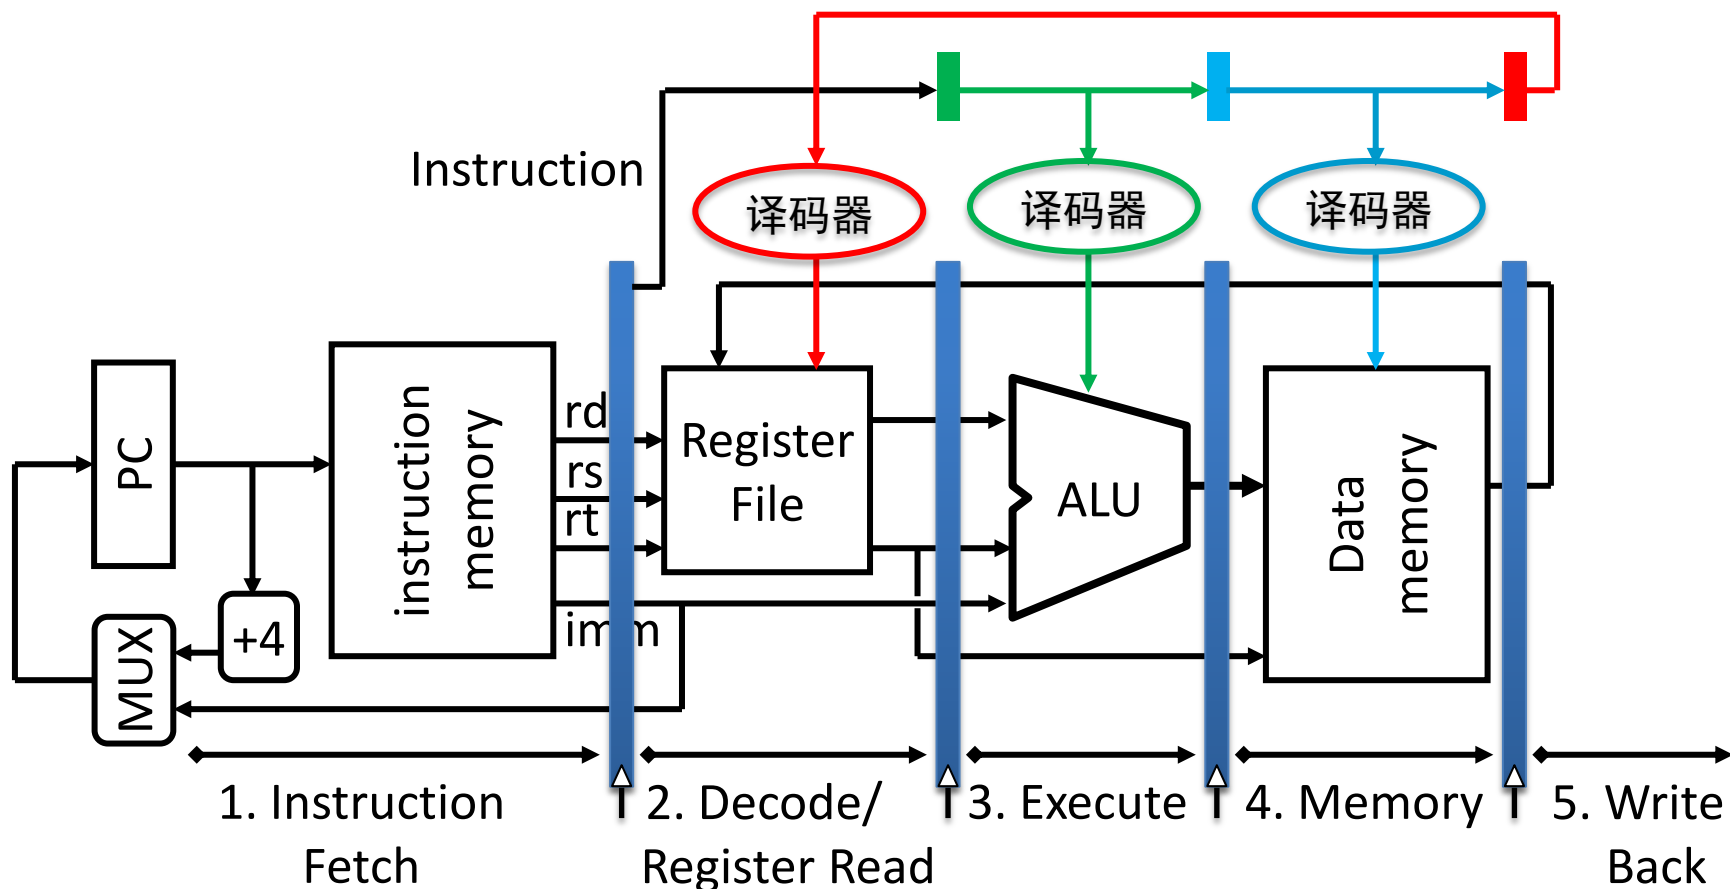 Instruction
译码器
译码器
译码器
PC
instruction
memory
rd
rs
rt
imm
Register
File
ALU
Data
memory
+4
MUX
1. Instruction
Fetch
2. Decode/
Register Read
3. Execute
4. Memory
5. Write
Back